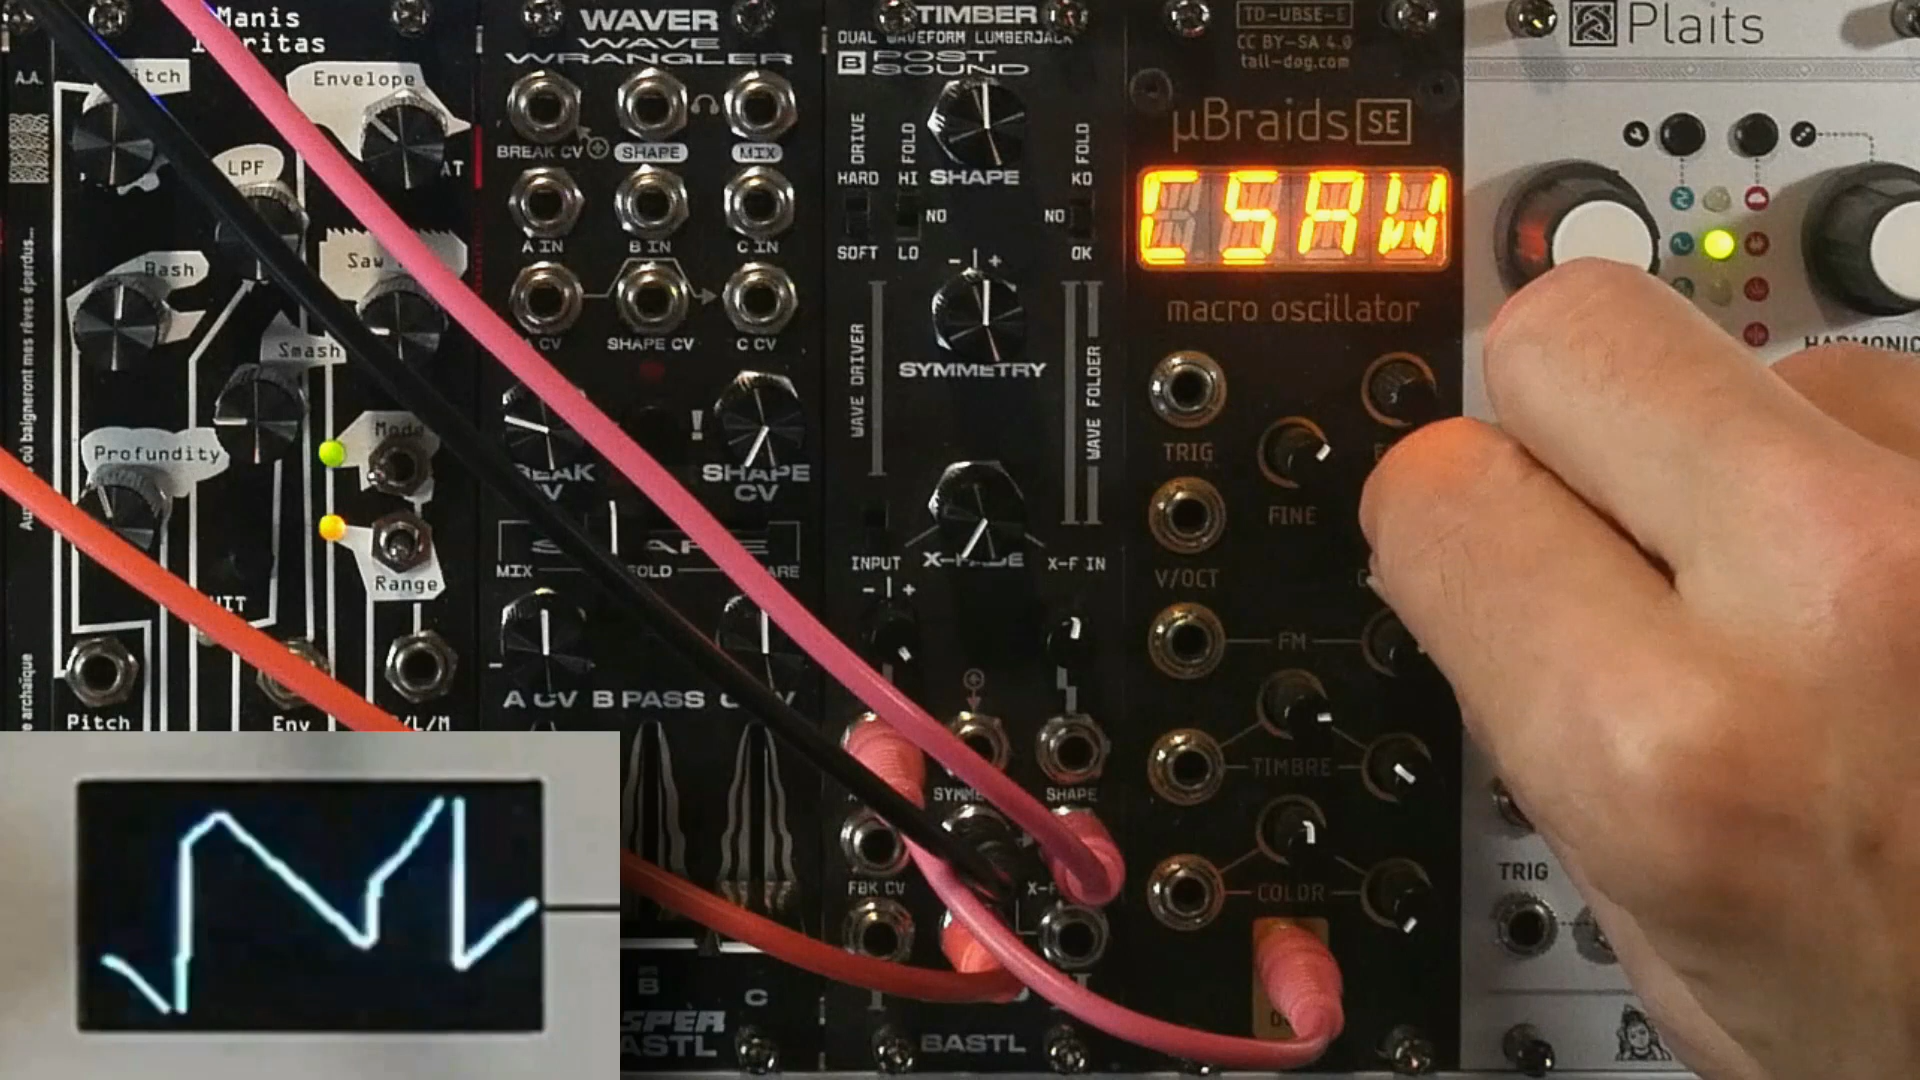 Manis
Iteritas
A.A.
Envelope
AT
LPF
Bash
Saw
Smash
Profundity
Mode
Range
Pitch
Env
WAVER
WAVE
WRANGLER
BREAK CV
SHAPE
MIX
A IN
B IN
C IN
SHAPE CV
C CV
SHAPE
CV
MIX
A CV
B PASS
B
C
TIMBER
DUAL WAVEFORM LUMBERJACK
B POST
SOUND
HARD DRIVE SOFT
HI FOLD LO
NO
SHAPE
KO FOLD OK
NO
- | +
SYMMETRY
WAVE DRIVER
WAVE FOLDER
INPUT
X-FADE
X-F IN
- | +
SHAPE
FBK CV
BASTL
TD-UBSE-E
CC BY-SA 4.0
tall-dog.com
µBraids SE
CSAW
macro oscillator
TRIG
FINE
V/OCT
FM
TIMBRE
COLOR
Plaits
TRIG